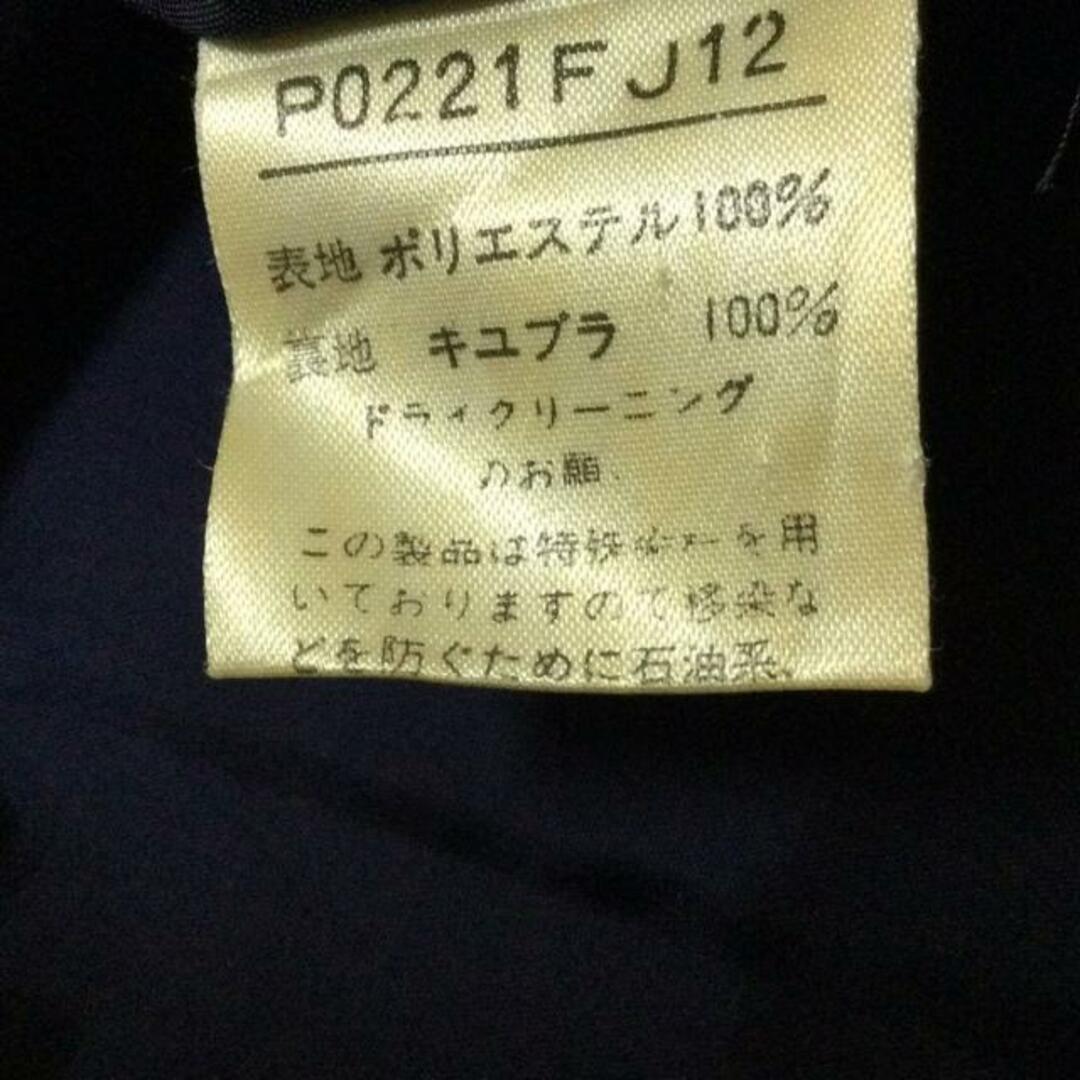 P0221FJ12
表地 ポリエステル100%
裏地 キュプラ 100%
ドライクリーニング
のお願
この製品は特殊 を用
いておりますので移染な
どを防ぐために石油系、